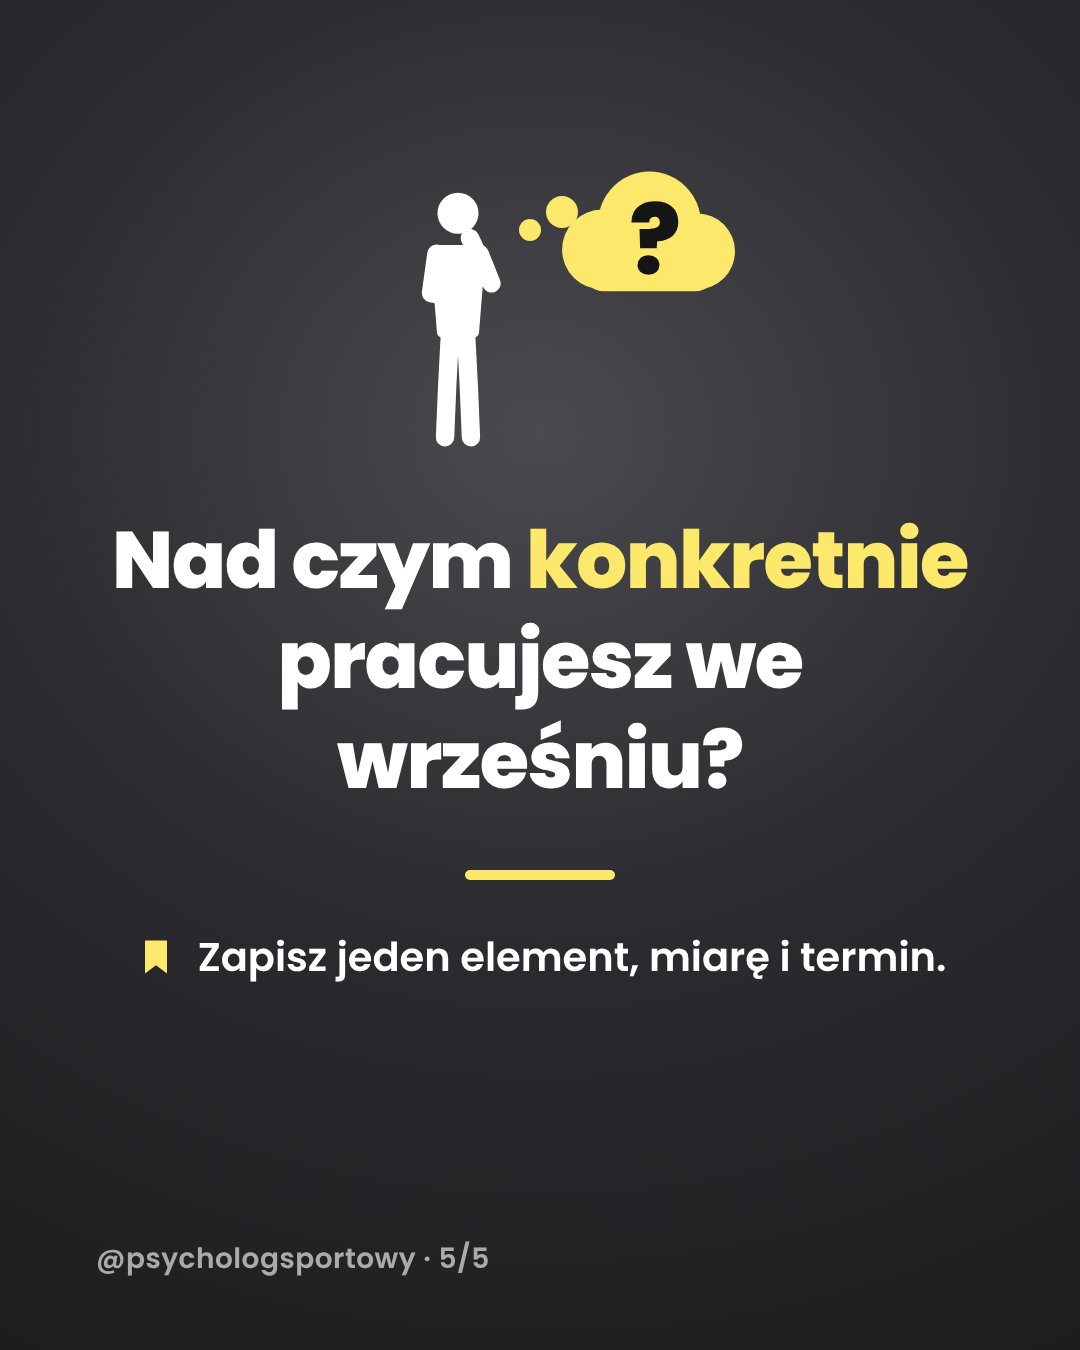 ?
Nad czym konkretnie
pracujesz we
wrześniu?
Zapisz jeden element, miarę i termin.
@psychologsportowy · 5/5